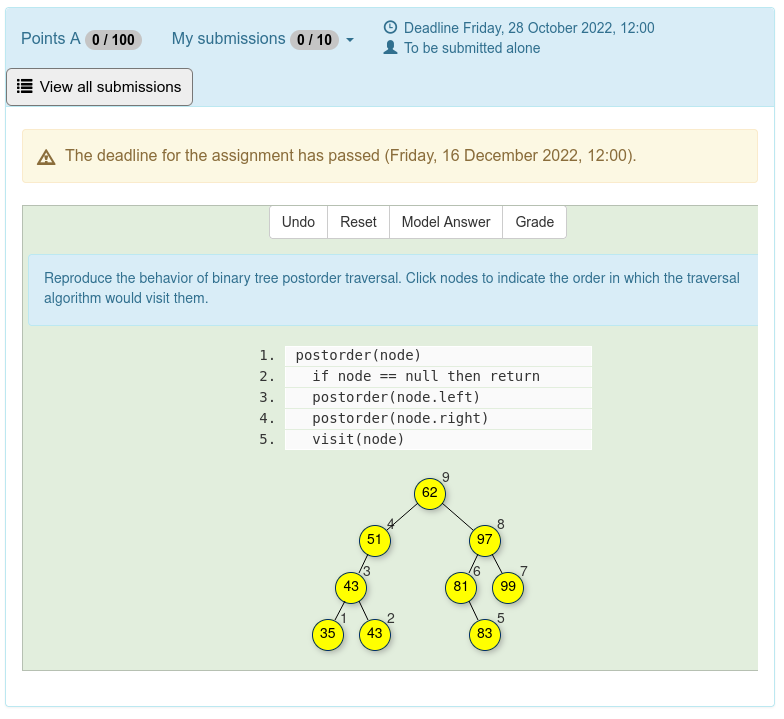 Points A 0 / 100 My submissions 0 / 10
Deadline Friday, 28 October 2022, 12:00
To be submitted alone
View all submissions
The deadline for the assignment has passed (Friday, 16 December 2022, 12:00).
Undo Reset Model Answer Grade
Reproduce the behavior of binary tree postorder traversal. Click nodes to indicate the order in which the traversal
algorithm would visit them.
1. postorder(node)
2. if node == null then return
3. postorder(node.left)
4. postorder(node.right)
5. visit(node)
62 9
51 4 97 8
43 3 81 6 99 7
35 1 43 2 83 5